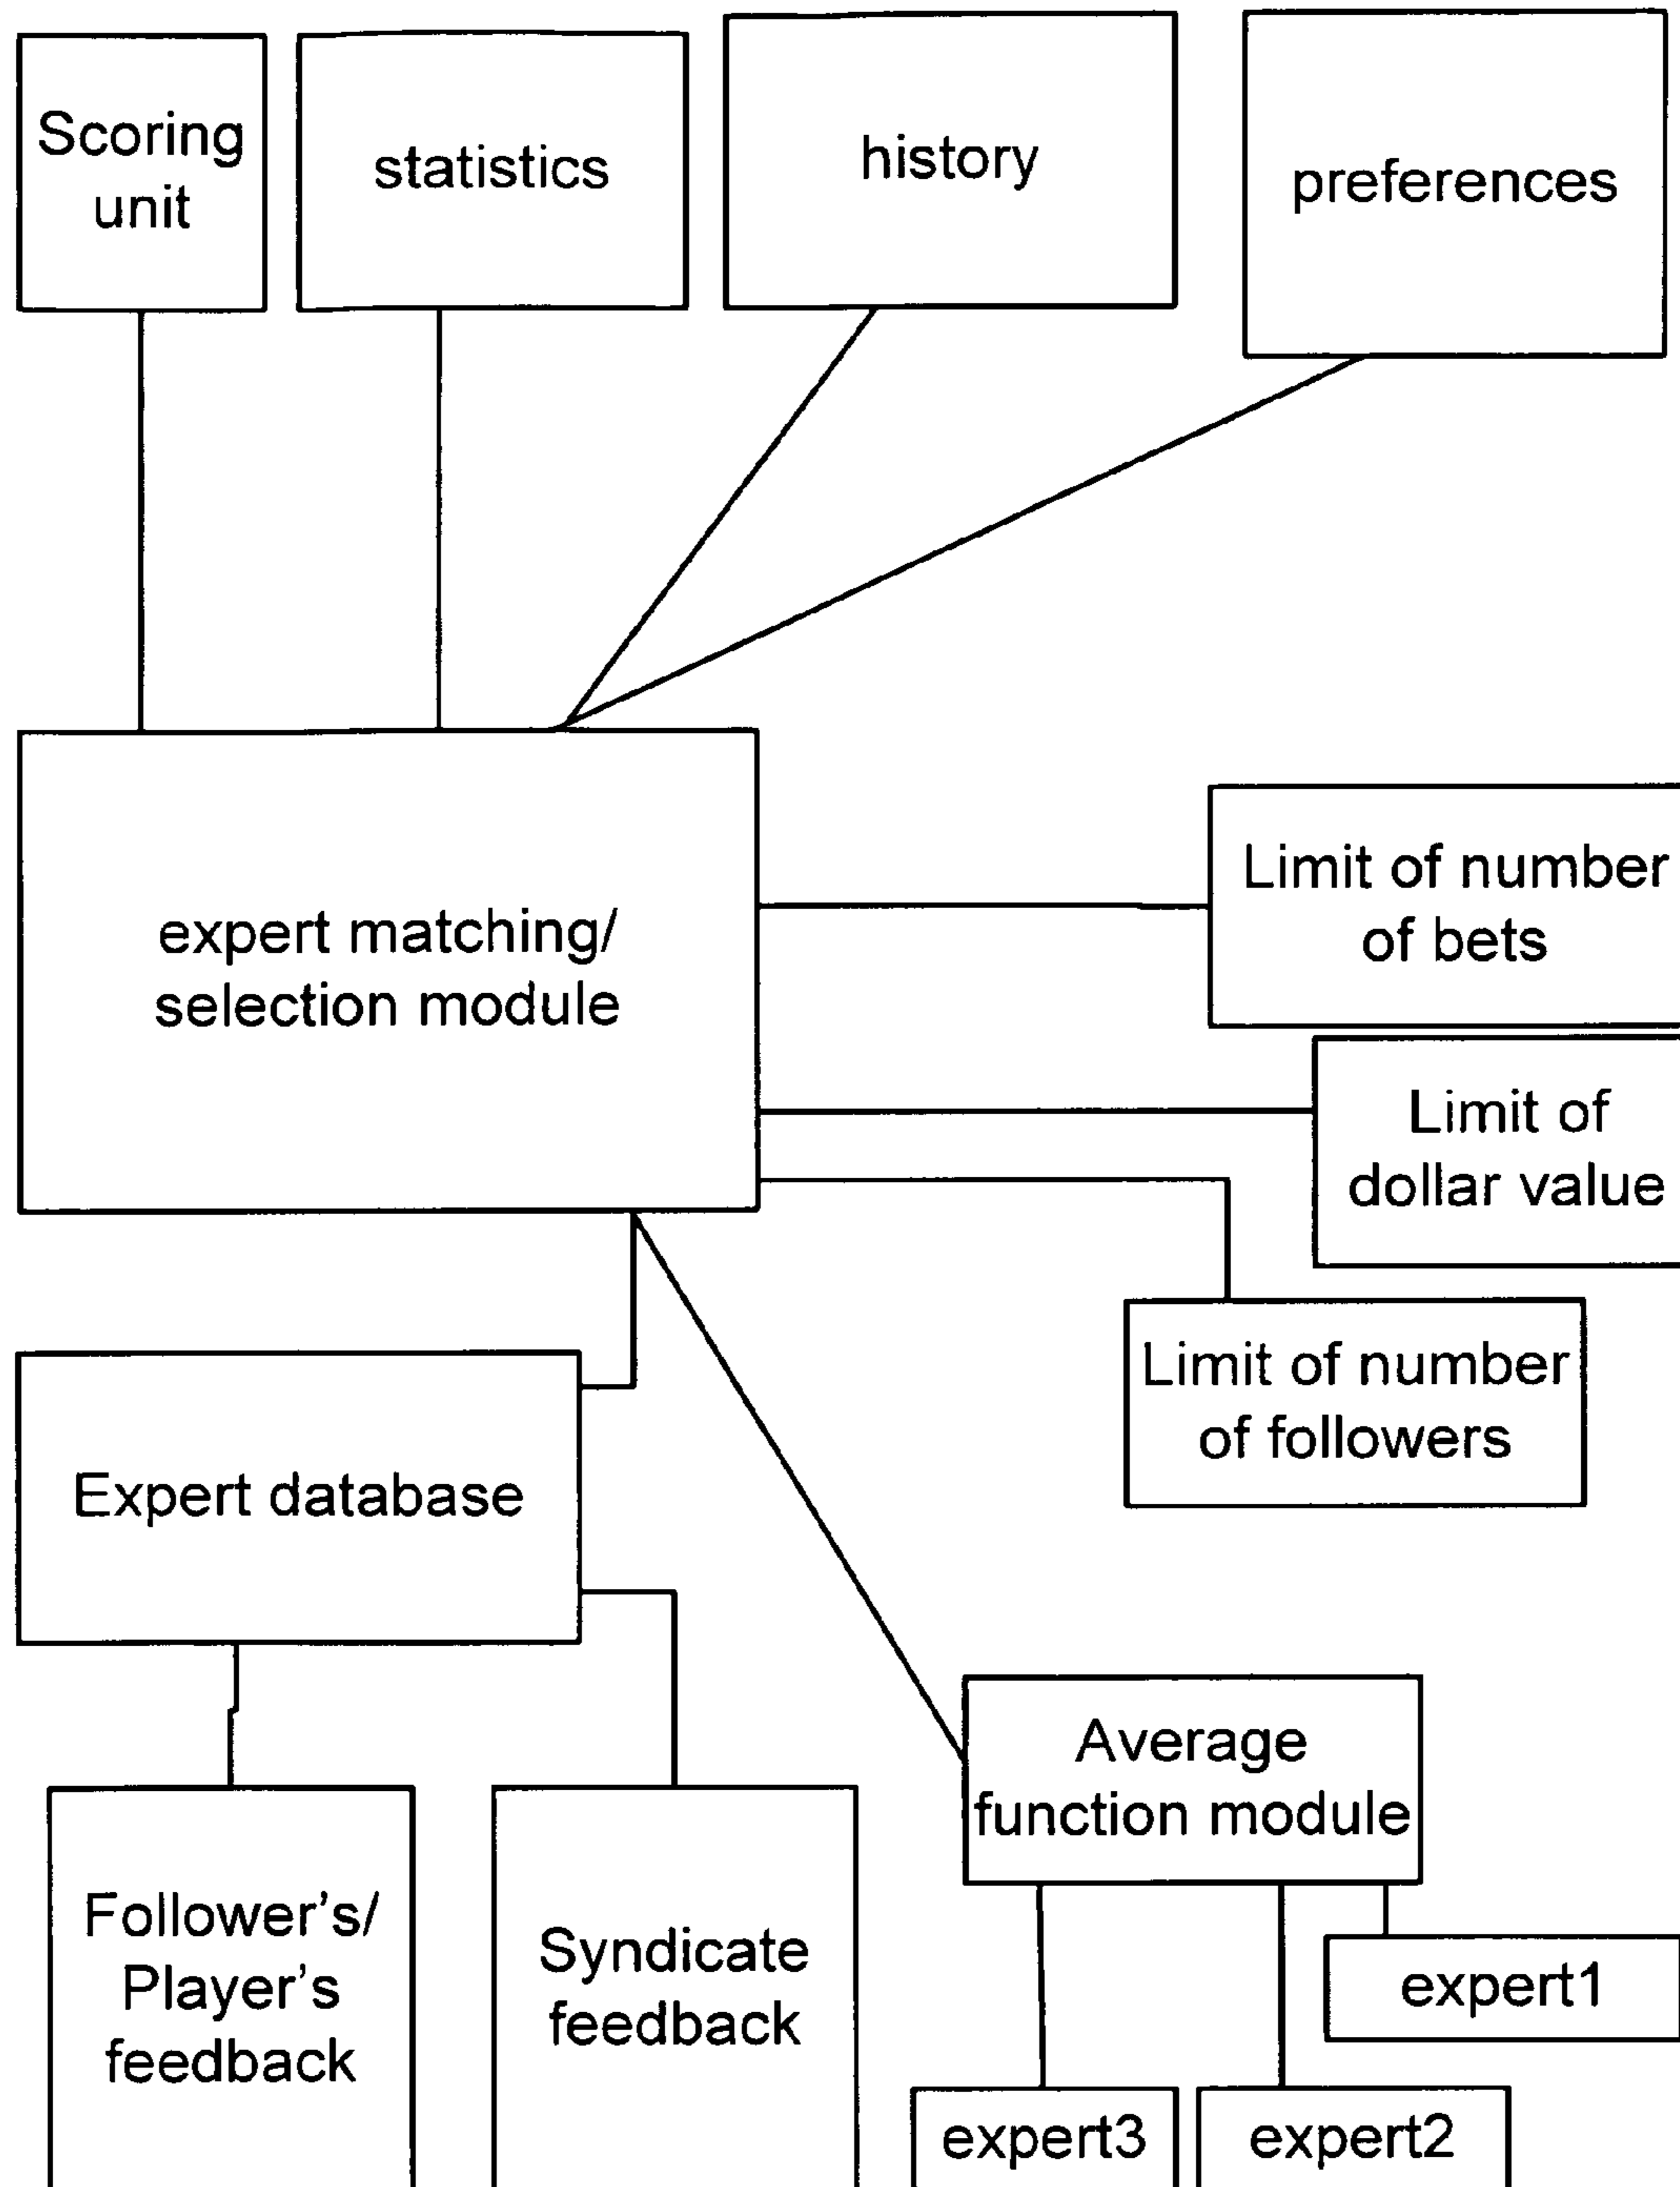 Scoring
unit
statistics
history
preferences
expert matching/
selection module
Limit of number
of bets
Limit of
dollar value
Limit of number
of followers
Expert database
Average
function module
Follower's/
Player's
feedback
Syndicate
feedback
expert1
expert3
expert2